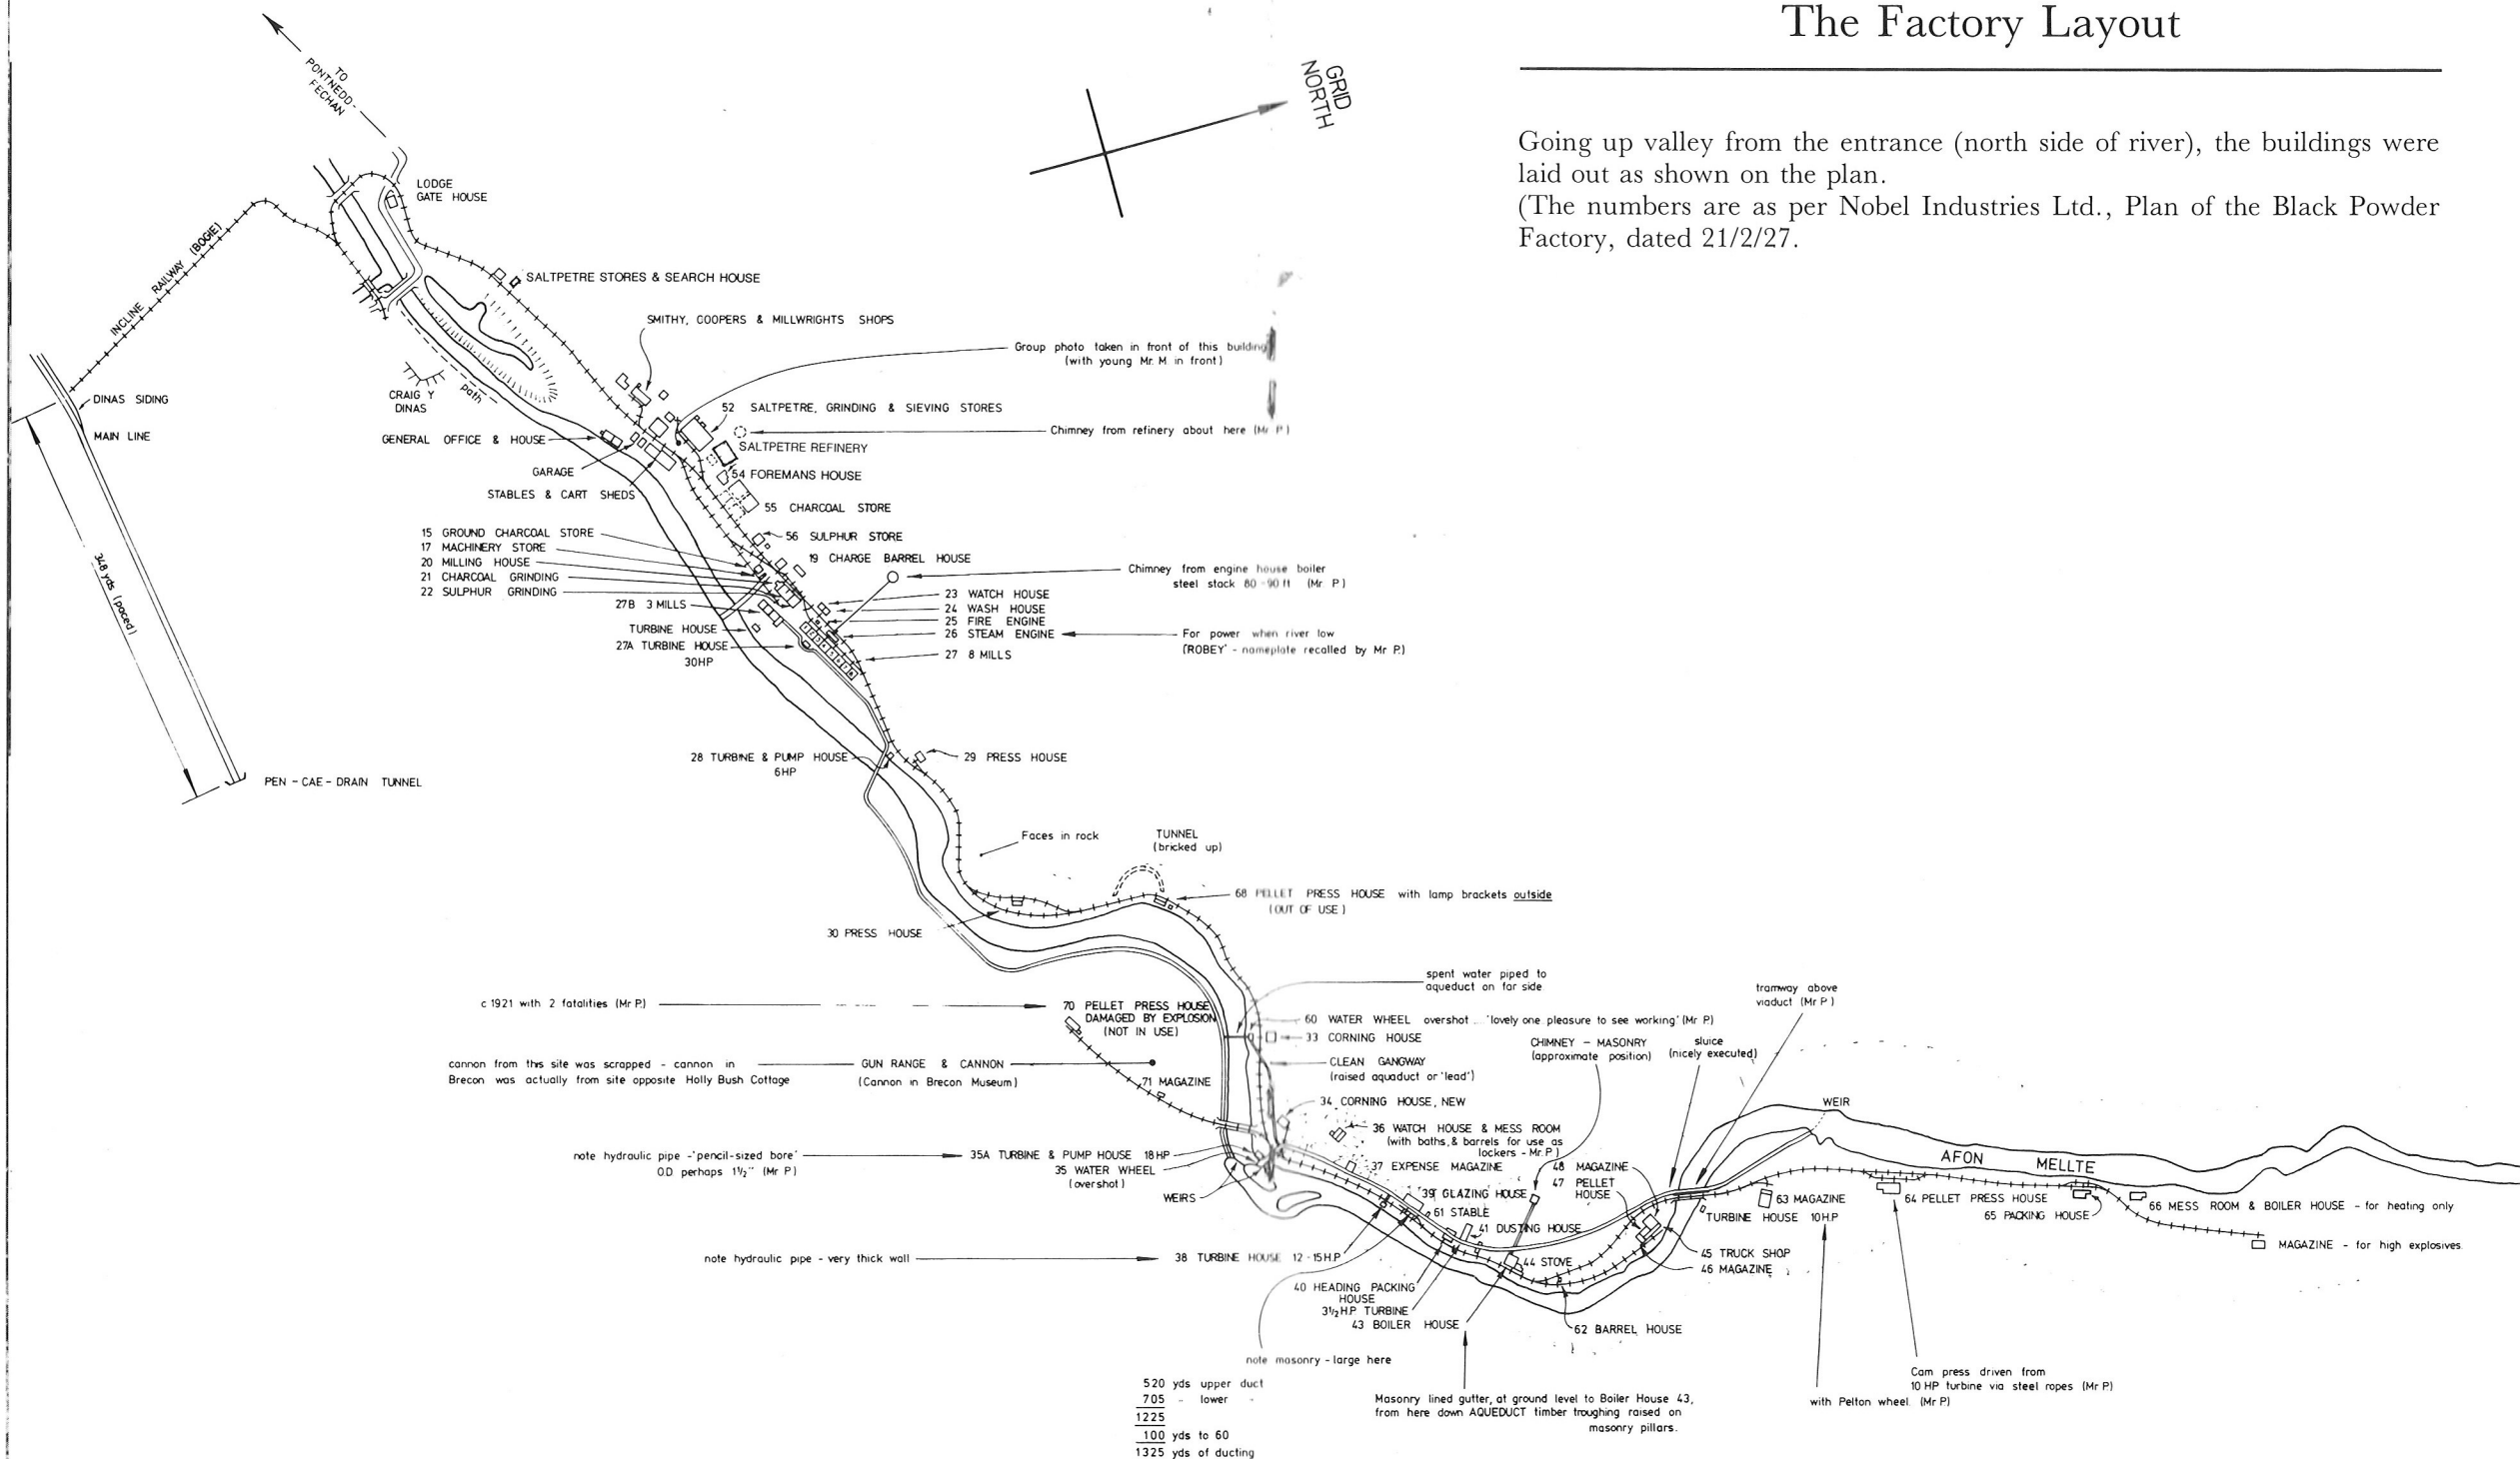 The Factory Layout
Going up valley from the entrance (north side of river), the buildings were
laid out as shown on the plan.
(The numbers are as per Nobel Industries Ltd., Plan of the Black Powder
Factory, dated 21/2/27.
GRID
NORTH
TO
PONTNEDD-
FECHAN
LODGE
GATE HOUSE
INCLINE RAILWAY (BOGIE)
SALTPETRE STORES & SEARCH HOUSE
SMITHY, COOPERS & MILLWRIGHTS SHOPS
Group photo taken in front of this building
(with young Mr. M in front)
DINAS SIDING
MAIN LINE
348 yds (paced)
PEN-CAE-DRAIN TUNNEL
CRAIG Y
DINAS
path
52 SALTPETRE, GRINDING & SIEVING STORES
Chimney from refinery about here (Mr P)
GENERAL OFFICE & HOUSE
SALTPETRE REFINERY
GARAGE
54 FOREMANS HOUSE
STABLES & CART SHEDS
55 CHARCOAL STORE
15 GROUND CHARCOAL STORE
17 MACHINERY STORE
20 MILLING HOUSE
21 CHARCOAL GRINDING
22 SULPHUR GRINDING
27B 3 MILLS
TURBINE HOUSE
27A TURBINE HOUSE
30HP
56 SULPHUR STORE
19 CHARGE BARREL HOUSE
Chimney from engine house boiler
steel stack 80-90 ft (Mr P)
23 WATCH HOUSE
24 WASH HOUSE
25 FIRE ENGINE
26 STEAM ENGINE
27 8 MILLS
For power when river low
('ROBEY' - nameplate recalled by Mr P.)
28 TURBINE & PUMP HOUSE
6HP
29 PRESS HOUSE
Faces in rock
TUNNEL
(bricked up)
68 PELLET PRESS HOUSE with lamp brackets outside
(OUT OF USE)
30 PRESS HOUSE
spent water piped to
aqueduct on far side
c 1921 with 2 fatalities (Mr P.)
70 PELLET PRESS HOUSE
DAMAGED BY EXPLOSION
(NOT IN USE)
60 WATER WHEEL overshot 'lovely one, pleasure to see working' (Mr P)
33 CORNING HOUSE
CLEAN GANGWAY
(raised aquaduct or 'lead')
cannon from this site was scrapped - cannon in
Brecon was actually from site opposite Holly Bush Cottage
GUN RANGE & CANNON
(Cannon in Brecon Museum)
71 MAGAZINE
34 CORNING HOUSE, NEW
36 WATCH HOUSE & MESS ROOM
(with baths, & barrels for use as
lockers - Mr. P.)
CHIMNEY - MASONRY
(approximate position)
sluice
(nicely executed)
tramway above
viaduct (Mr P)
WEIR
AFON MELLTE
note hydraulic pipe - 'pencil-sized bore'
O.D perhaps 1½" (Mr P)
35A TURBINE & PUMP HOUSE 18HP
35 WATER WHEEL
(overshot)
WEIRS
37 EXPENSE MAGAZINE
39 GLAZING HOUSE
61 STABLE
41 DUSTING HOUSE
48 MAGAZINE
47 PELLET
HOUSE
44 STOVE
note hydraulic pipe - very thick wall
38 TURBINE HOUSE 12-15H.P
40 HEADING PACKING
HOUSE
3½H.P TURBINE
43 BOILER HOUSE
62 BARREL HOUSE
45 TRUCK SHOP
46 MAGAZINE
63 MAGAZINE
TURBINE HOUSE 10H.P
64 PELLET PRESS HOUSE
65 PACKING HOUSE
66 MESS ROOM & BOILER HOUSE - for heating only
MAGAZINE - for high explosives
note masonry - large here
520 yds upper duct
705 " lower "
1225
100 yds to 60
1325 yds of ducting
Masonry lined gutter, at ground level to Boiler House 43,
from here down AQUEDUCT timber troughing raised on
masonry pillars.
with Pelton wheel (Mr P)
Cam press driven from
10 HP turbine via steel ropes (Mr P)